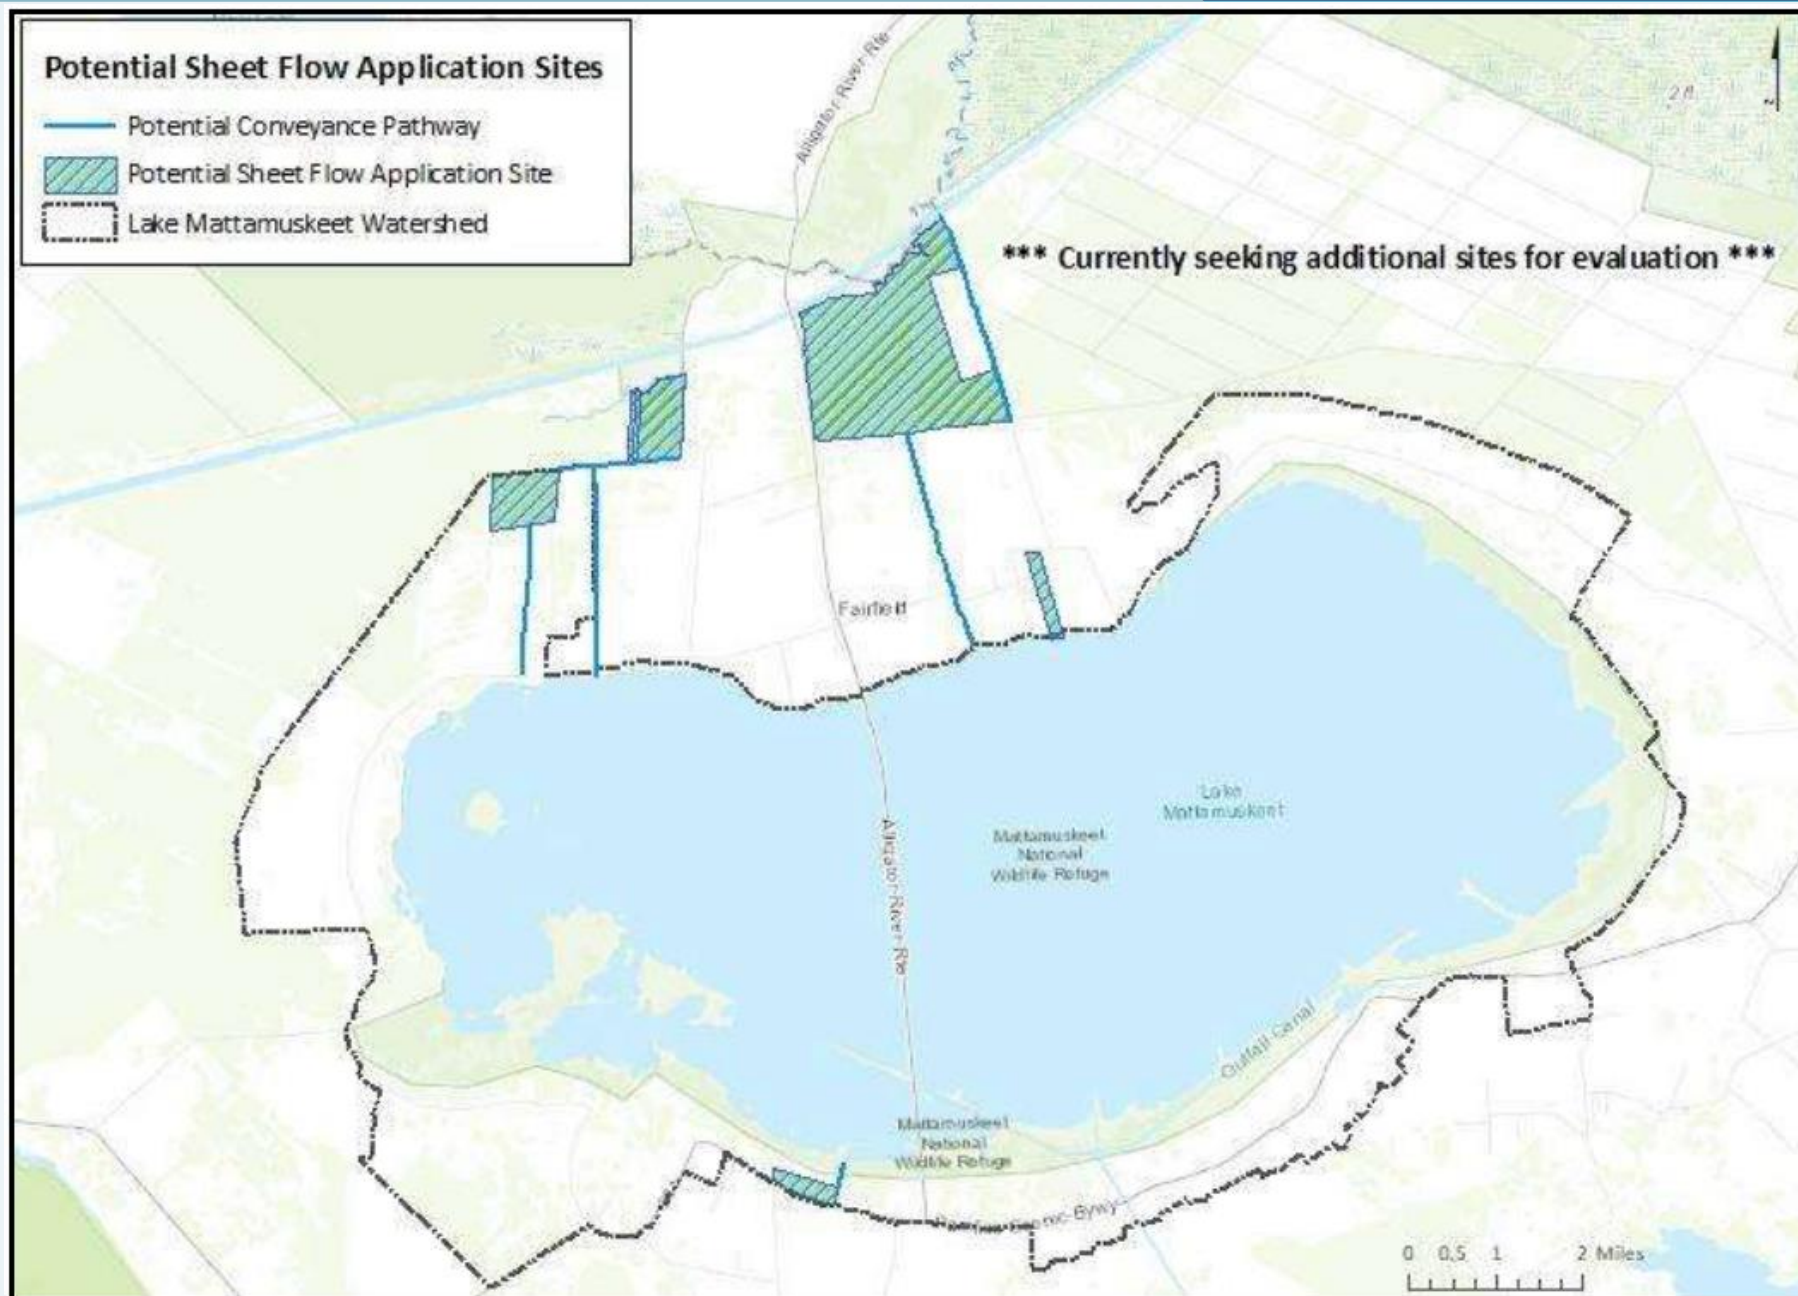 Potential Sheet Flow Application Sites
Potential Conveyance Pathway
Potential Sheet Flow Application Site
Lake Mattamuskeet Watershed
Alligator-River-Rte
*** Currently seeking additional sites for evaluation ***
Fairfield
Lake
Mattamuskeet
Mattamuskeet
National
Wildlife Refuge
Alligator-River-Rte
Outfall Canal
Mattamuskeet
National
Wildlife Refuge
Scenic-Bywy
0 0.5 1 2 Miles